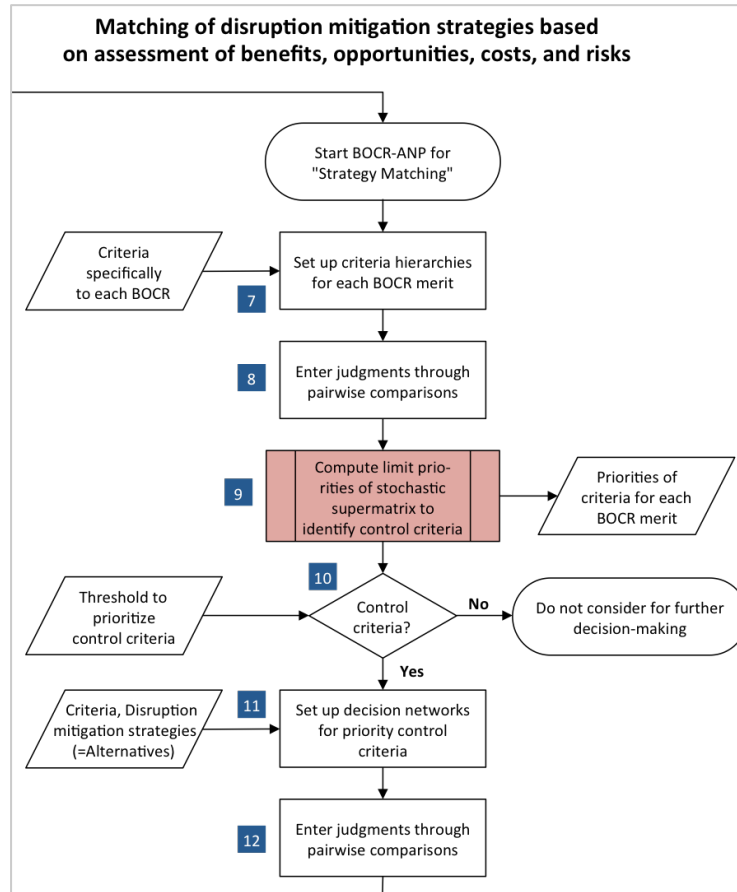 Matching of disruption mitigation strategies based
on assessment of benefits, opportunities, costs, and risks
Start BOCR-ANP for
"Strategy Matching"
Criteria
specifically
to each BOCR
7
Set up criteria hierarchies
for each BOCR merit
8
Enter judgments through
pairwise comparisons
9
Compute limit prio-
rities of stochastic
supermatrix to
identify control criteria
Priorities of
criteria for each
BOCR merit
10
Threshold to
prioritize
control criteria
Control
criteria?
No
Do not consider for further
decision-making
Yes
Criteria, Disruption
mitigation strategies
(=Alternatives)
11
Set up decision networks
for priority control
criteria
12
Enter judgments through
pairwise comparisons